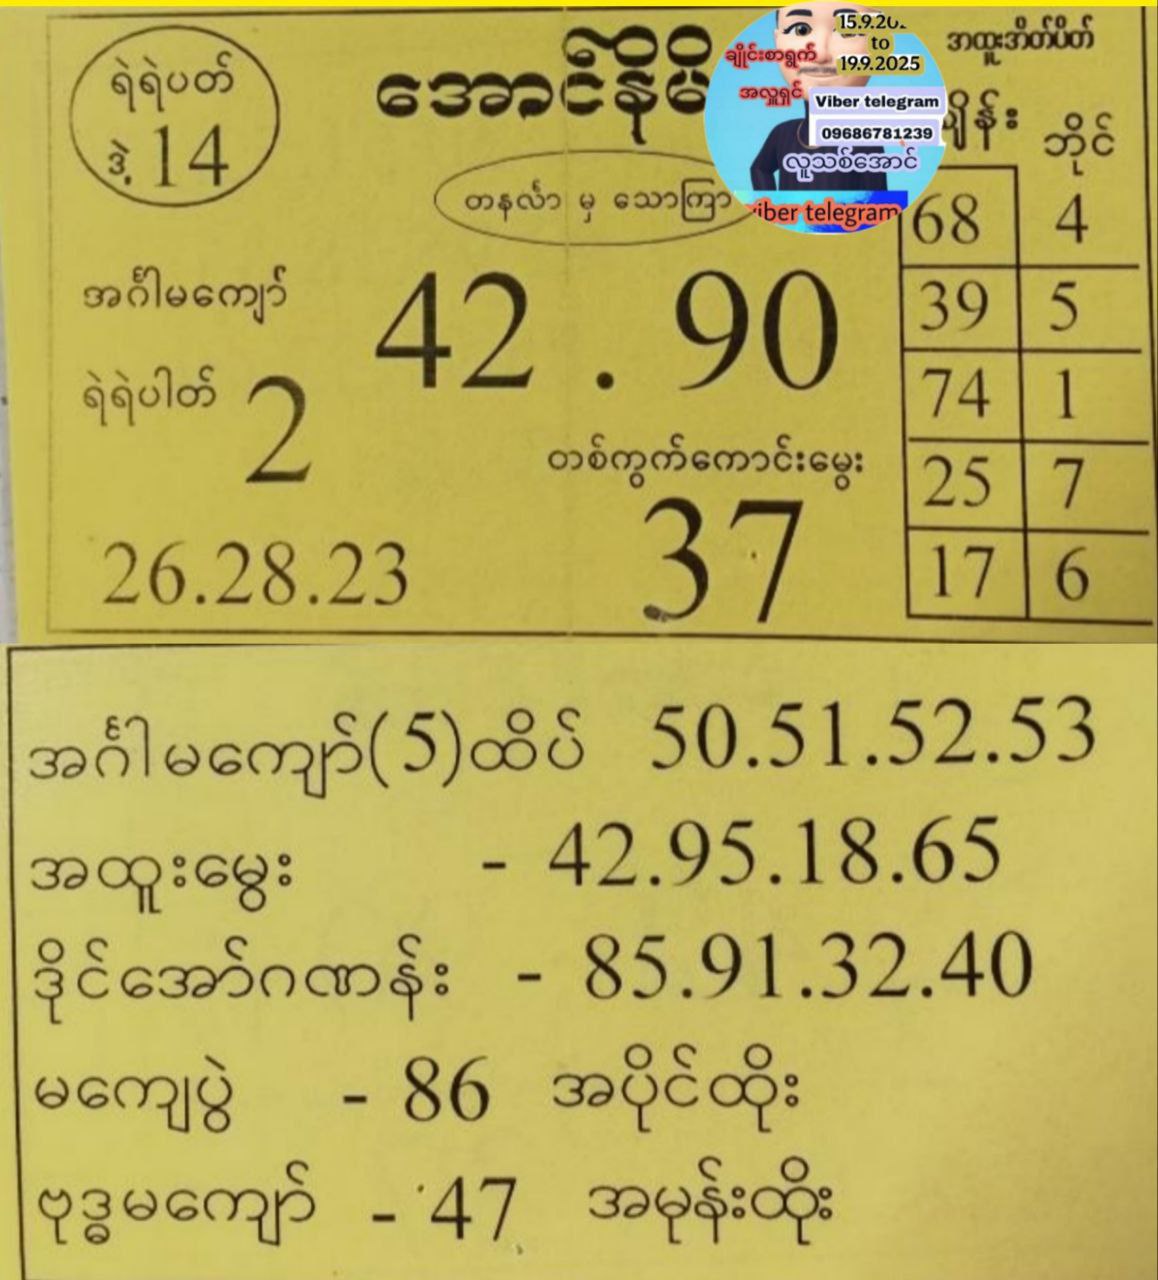 ရဲရဲပတ်
ဒဲ့ 14
အောင်နိမိ
15.9.20
to
19.9.2025
ချိုင်းစာရွက်
အလှူရှင်
Viber telegram
09686781239
လူသစ်အောင်
viber telegram
အထူးအိတ်ပိတ်
ချိန်း ဘိုင်
တနင်္လာ မှ သောကြာ
68 4
39 5
74 1
25 7
17 6
အင်္ဂါမကျော်
42 . 90
ရဲရဲပါတ် 2
တစ်ကွက်ကောင်းမွေး
37
26.28.23
အင်္ဂါမကျော်(5)ထိပ် 50.51.52.53
အထူးမွေး - 42.95.18.65
ဒိုင်အော်ဂဏန်း - 85.91.32.40
မကျေပွဲ - 86 အပိုင်ထိုး
ဗုဒ္ဓမကျော် - 47 အမုန်းထိုး